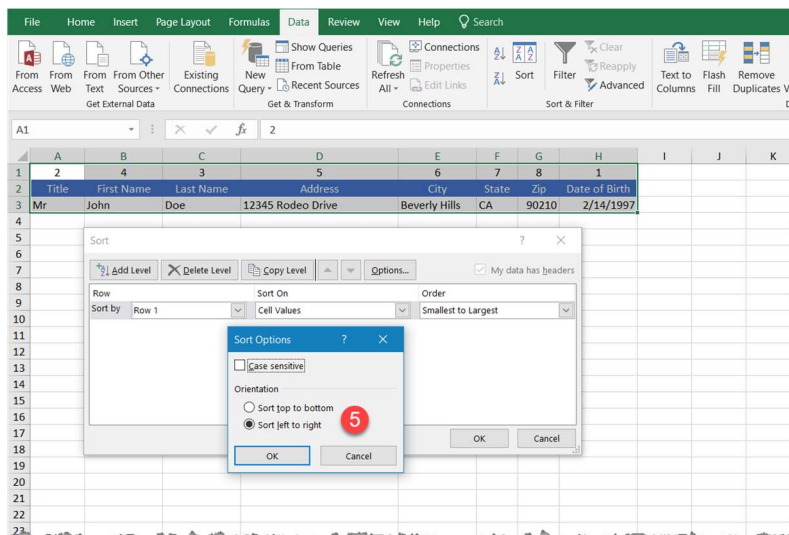 File Home Insert Page Layout Formulas Data Review View Help Search
From Access
From Web
From Text
From Other Sources
Get External Data
Existing Connections
New Query
Show Queries
From Table
Recent Sources
Get & Transform
Refresh All
Connections
Properties
Edit Links
Connections
Sort
Filter
Clear
Reapply
Advanced
Sort & Filter
Text to Columns
Flash Fill
Remove Duplicates
A1 fx 2
A B C D E F G H I J K
1 2 4 3 5 6 7 8 1
2 Title First Name Last Name Address City State Zip Date of Birth
3 Mr John Doe 12345 Rodeo Drive Beverly Hills CA 90210 2/14/1997
4
5
6
7
8
9
10
11
12
13
14
15
16
17
18
19
20
21
22
23
Sort ?
Add Level Delete Level Copy Level Options... My data has headers
Row Sort On Order
Sort by Row 1 Cell Values Smallest to Largest
Sort Options ?
Case sensitive
Orientation
Sort top to bottom
Sort left to right
5
OK Cancel
OK Cancel